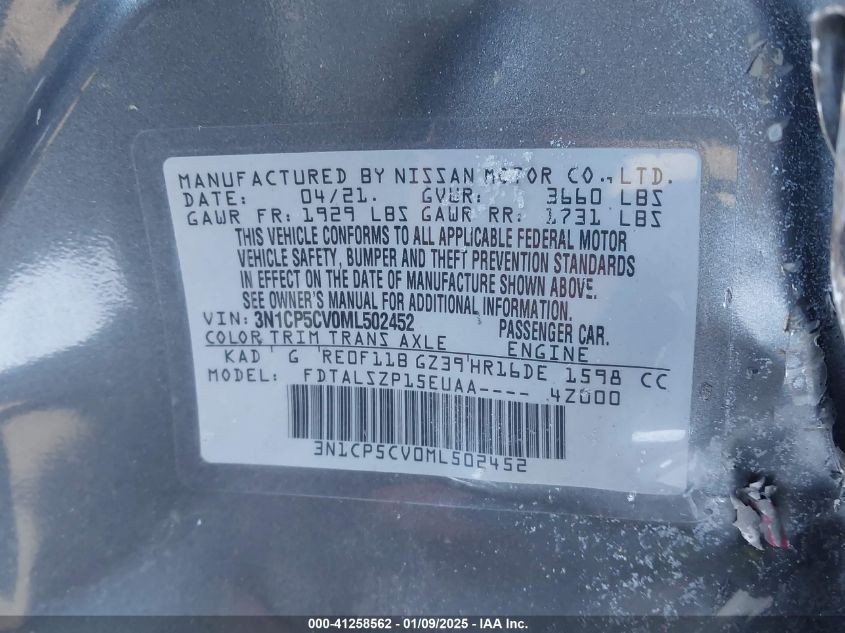 MANUFACTURED BY NISSAN MOTOR CO., LTD.
DATE: 04/21. GVWR: 3660 LBS
GAWR FR: 1929 LBS GAWR RR: 1731 LBS
THIS VEHICLE CONFORMS TO ALL APPLICABLE FEDERAL MOTOR
VEHICLE SAFETY, BUMPER AND THEFT PREVENTION STANDARDS
IN EFFECT ON THE DATE OF MANUFACTURE SHOWN ABOVE.
SEE OWNER'S MANUAL FOR ADDITIONAL INFORMATION.
VIN: 3N1CP5CV0ML502452 PASSENGER CAR.
COLOR TRIM TRANS AXLE ENGINE
KAD G RE0F11B GZ39 HR16DE 1598 CC
MODEL: FDTALSZP15EUAA---- 4Z000
3N1CP5CV0ML502452
000-41258562 - 01/09/2025 - IAA Inc.